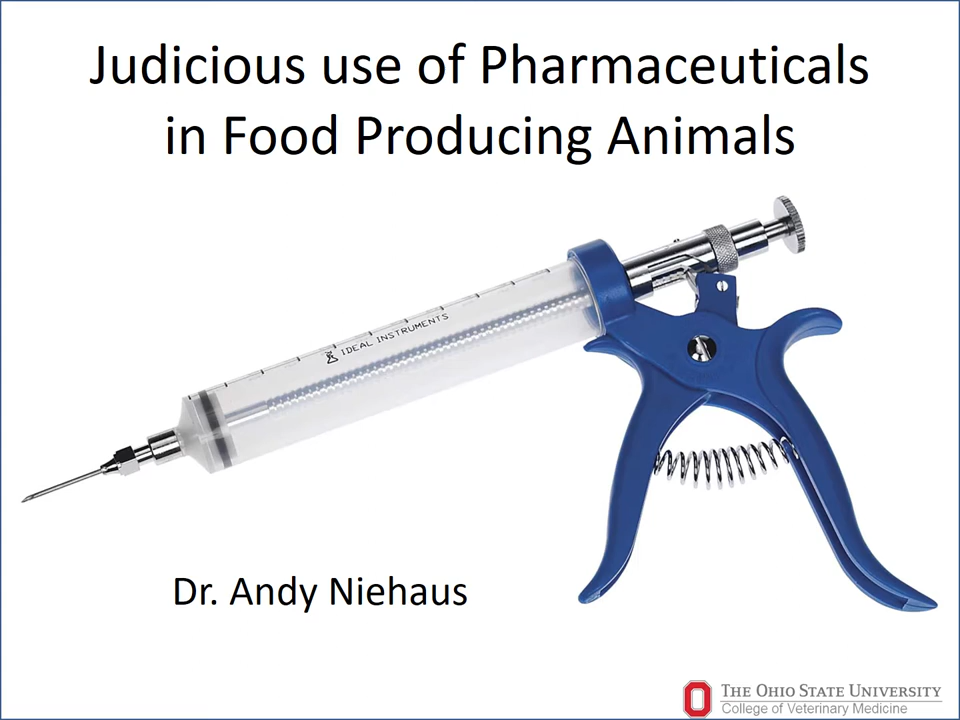 Judicious use of Pharmaceuticals
in Food Producing Animals
IDEAL INSTRUMENTS
Dr. Andy Niehaus
THE OHIO STATE UNIVERSITY
College of Veterinary Medicine